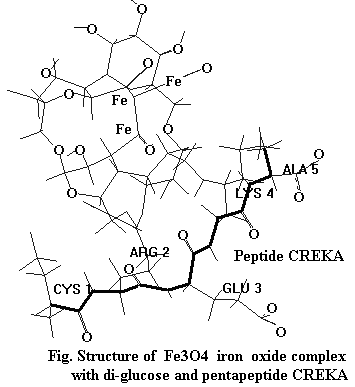 O
O
O
O
O
O
Fe
Fe
O
Fe
O
O
O
O
O
O
ALA 5
LYS 4
O
O
O
Peptide CREKA
ARG 2
O
CYS 1
GLU 3
O
O
O
Fig. Structure of Fe3O4 iron oxide complex
with di-glucose and pentapeptide CREKA